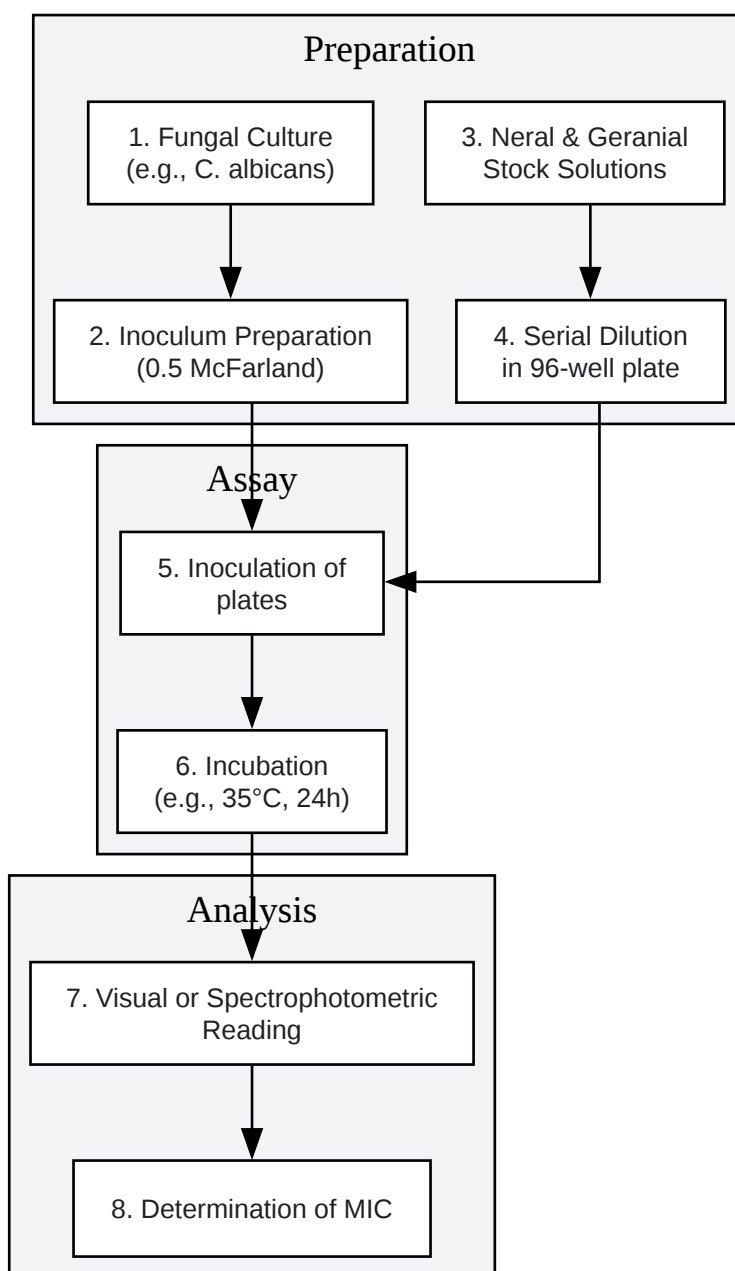 Preparation
1. Fungal Culture
(e.g., C. albicans)
3. Neral & Geranial
Stock Solutions
2. Inoculum Preparation
(0.5 McFarland)
4. Serial Dilution
in 96-well plate
Assay
5. Inoculation of
plates
6. Incubation
(e.g., 35°C, 24h)
Analysis
7. Visual or Spectrophotometric
Reading
8. Determination of MIC